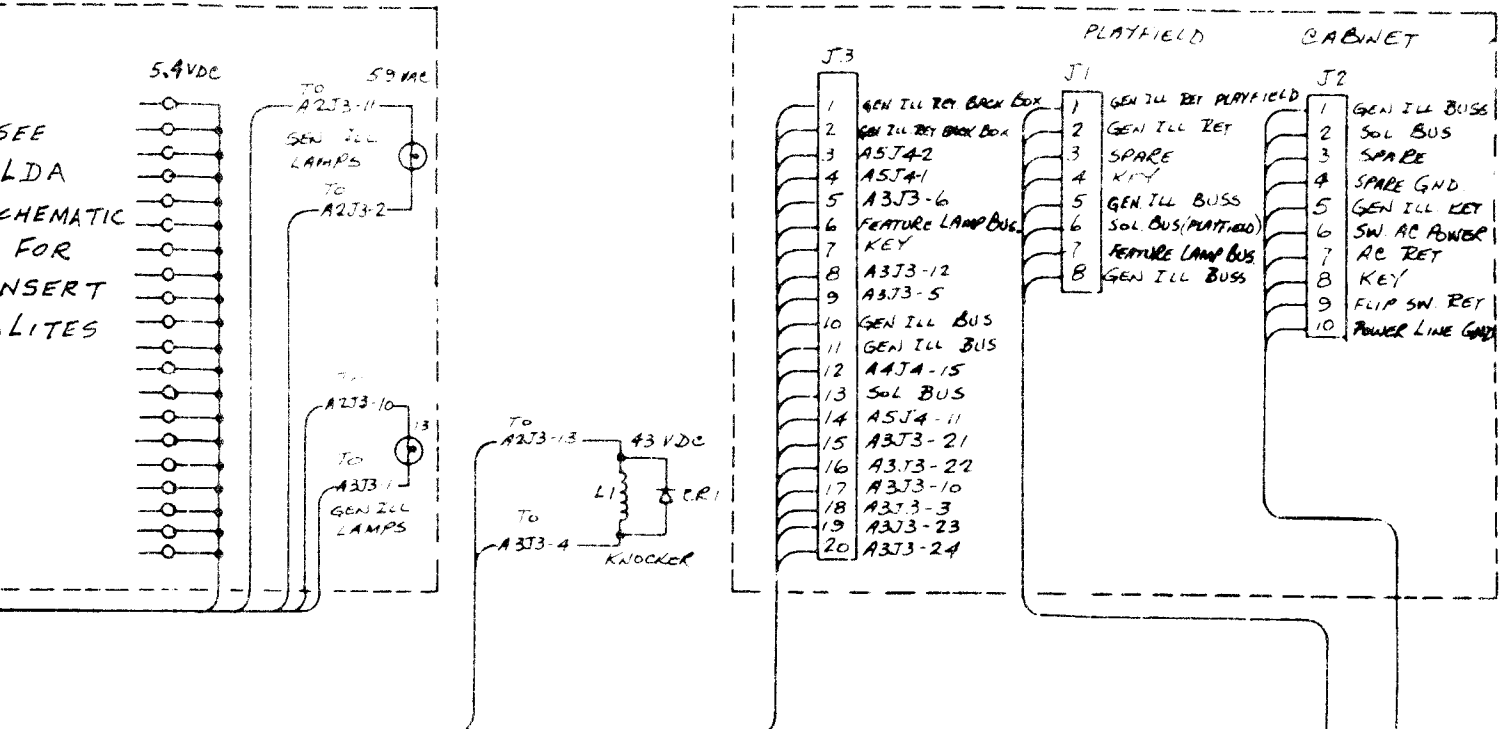 5.4VDC
SEE
LDA
CHEMATIC
FOR
NSERT
LITES
5.9 VAC
TO
A2J3-11
GEN ILL
LAMPS
TO
A2J3-2
TO
A2J3-10
13
TO
A3J3-1
GEN ILL
LAMPS
TO
A2J3-13
43 VDC
L1
CR1
TO
A3J3-4
KNOCKER
J3
1 GEN ILL RET BACK BOX
2 GEN ILL RET BACK BOX
3 A5J42
4 A5J4-1
5 A3J3-6
6 FEATURE LAMP BUS
7 KEY
8 A3J3-12
9 A3J3-5
10 GEN ILL BUS
11 GEN ILL BUS
12 A4J4-15
13 SOL BUS
14 A5J4-11
15 A3J3-21
16 A3J3-22
17 A3J3-10
18 A3J3-3
19 A3J3-23
20 A3J3-24
PLAYFIELD
J1
1 GEN ILL RET PLAYFIELD
2 GEN ILL RET
3 SPARE
4 KEY
5 GEN. ILL BUSS
6 SOL. BUS (PLAYFIELD)
7 FEATURE LAMP BUS
8 GEN ILL BUSS
CABINET
J2
1 GEN ILL BUSS
2 SOL BUS
3 SPARE
4 SPARE GND.
5 GEN ILL. RET
6 SW. AC POWER
7 AC RET
8 KEY
9 FLIP SW. RET
10 POWER LINE GND